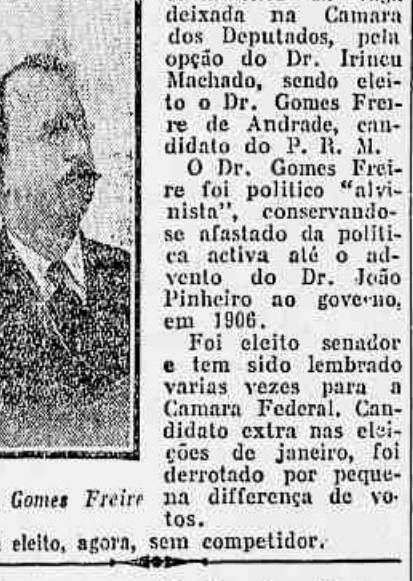 deixada na Camara
dos Deputados, pela
opção do Dr. Irineu
Machado, sendo elei-
to o Dr. Gomes Frei-
re de Andrade, can-
didato do P. R. M.
O Dr. Gomes Frei-
re foi politico "alvi-
nista", conservando-
se afastado da politi-
ca activa até o ad-
vento do Dr. João
Pinheiro ao governo,
em 1906.
Foi eleito senador
e tem sido lembrado
varias vezes para a
Camara Federal. Can-
didato extra nas elei-
ções de janeiro, foi
derrotado por peque-
Gomes Freire na differença de vo-
tos.
eleito, agora, sem competidor.